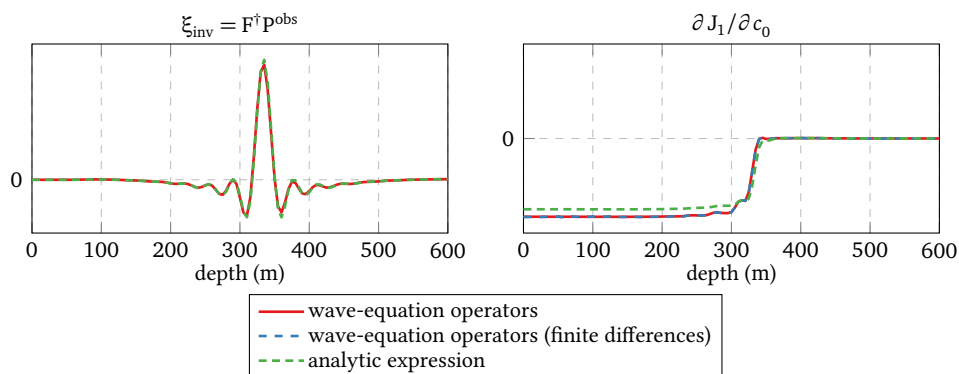 ξinv = F†Pobs
0
0 100 200 300 400 500 600
depth (m)
∂ J1/∂ c0
0
0 100 200 300 400 500 600
depth (m)
wave-equation operators
wave-equation operators (finite differences)
analytic expression